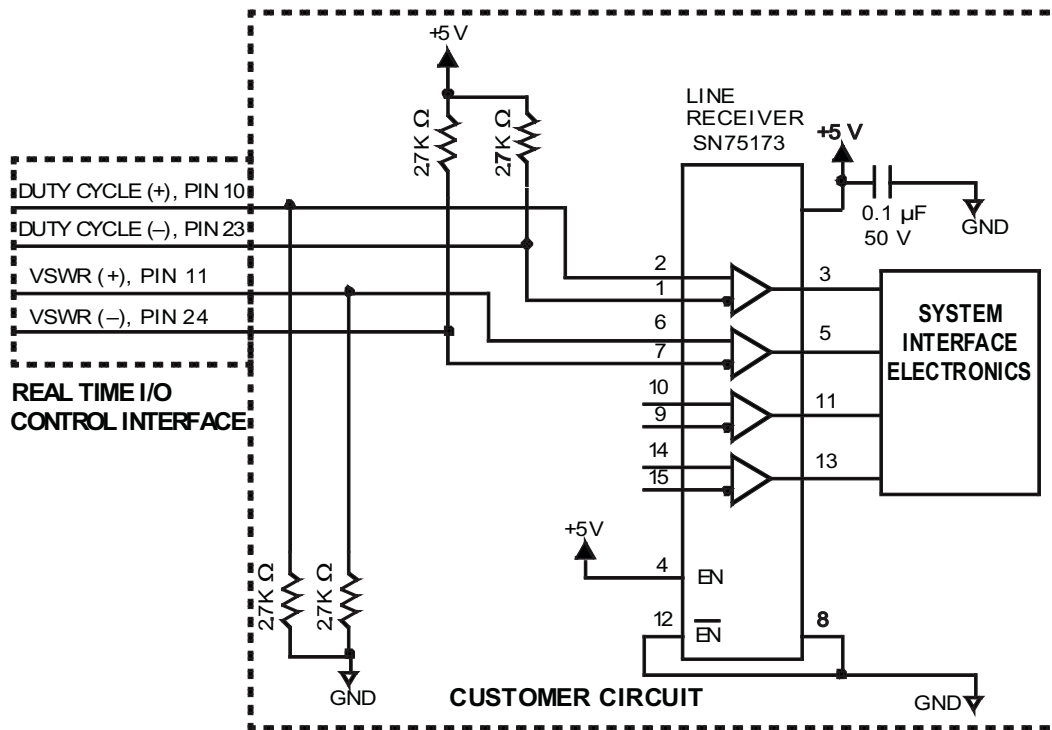 +5 V
27K Ω
27K Ω
LINE
RECEIVER
SN75173
+5 V
0.1 µF
50 V
GND
DUTY CYCLE (+), PIN 10
DUTY CYCLE (–), PIN 23
VSWR (+), PIN 11
VSWR (–), PIN 24
REAL TIME I/O
CONTROL INTERFACE
2
1
3
6
7
5
10
9
11
14
15
13
SYSTEM
INTERFACE
ELECTRONICS
+5 V
4
EN
12
EN
8
27K Ω
27K Ω
GND
CUSTOMER CIRCUIT
GND